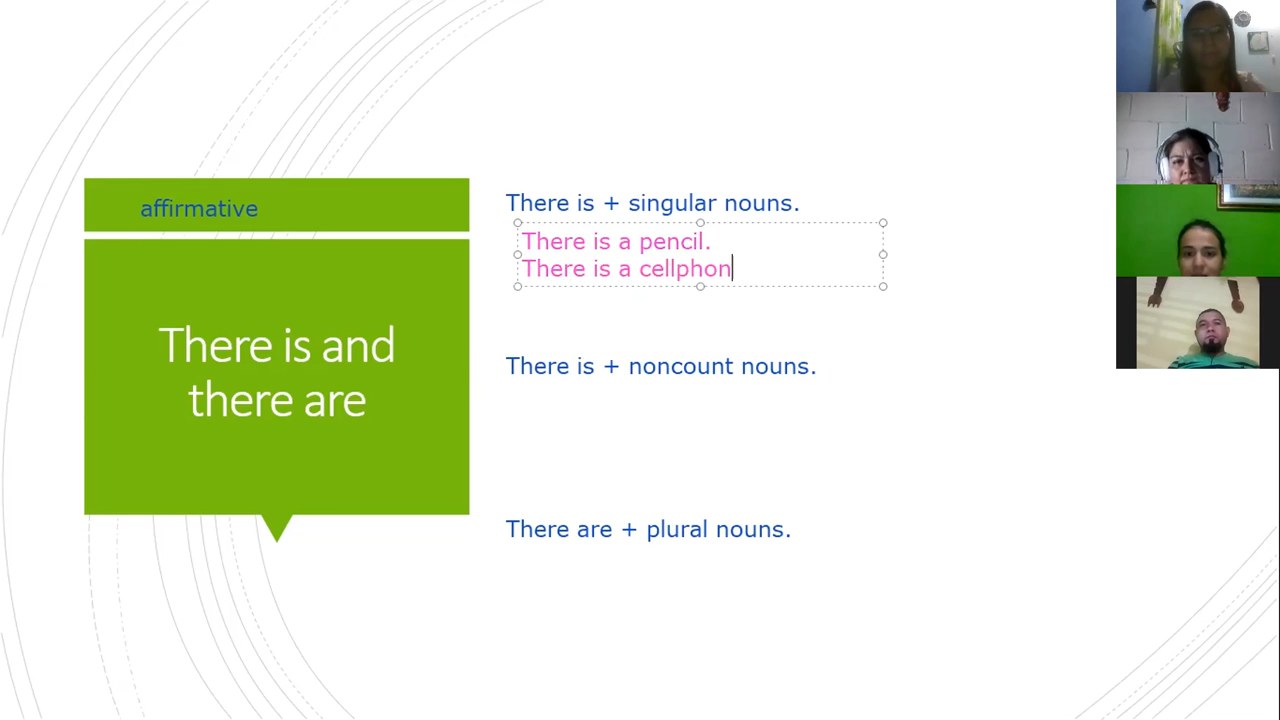 affirmative
There is and
there are
There is + singular nouns.
There is a pencil.
There is a cellphon
There is + noncount nouns.
There are + plural nouns.